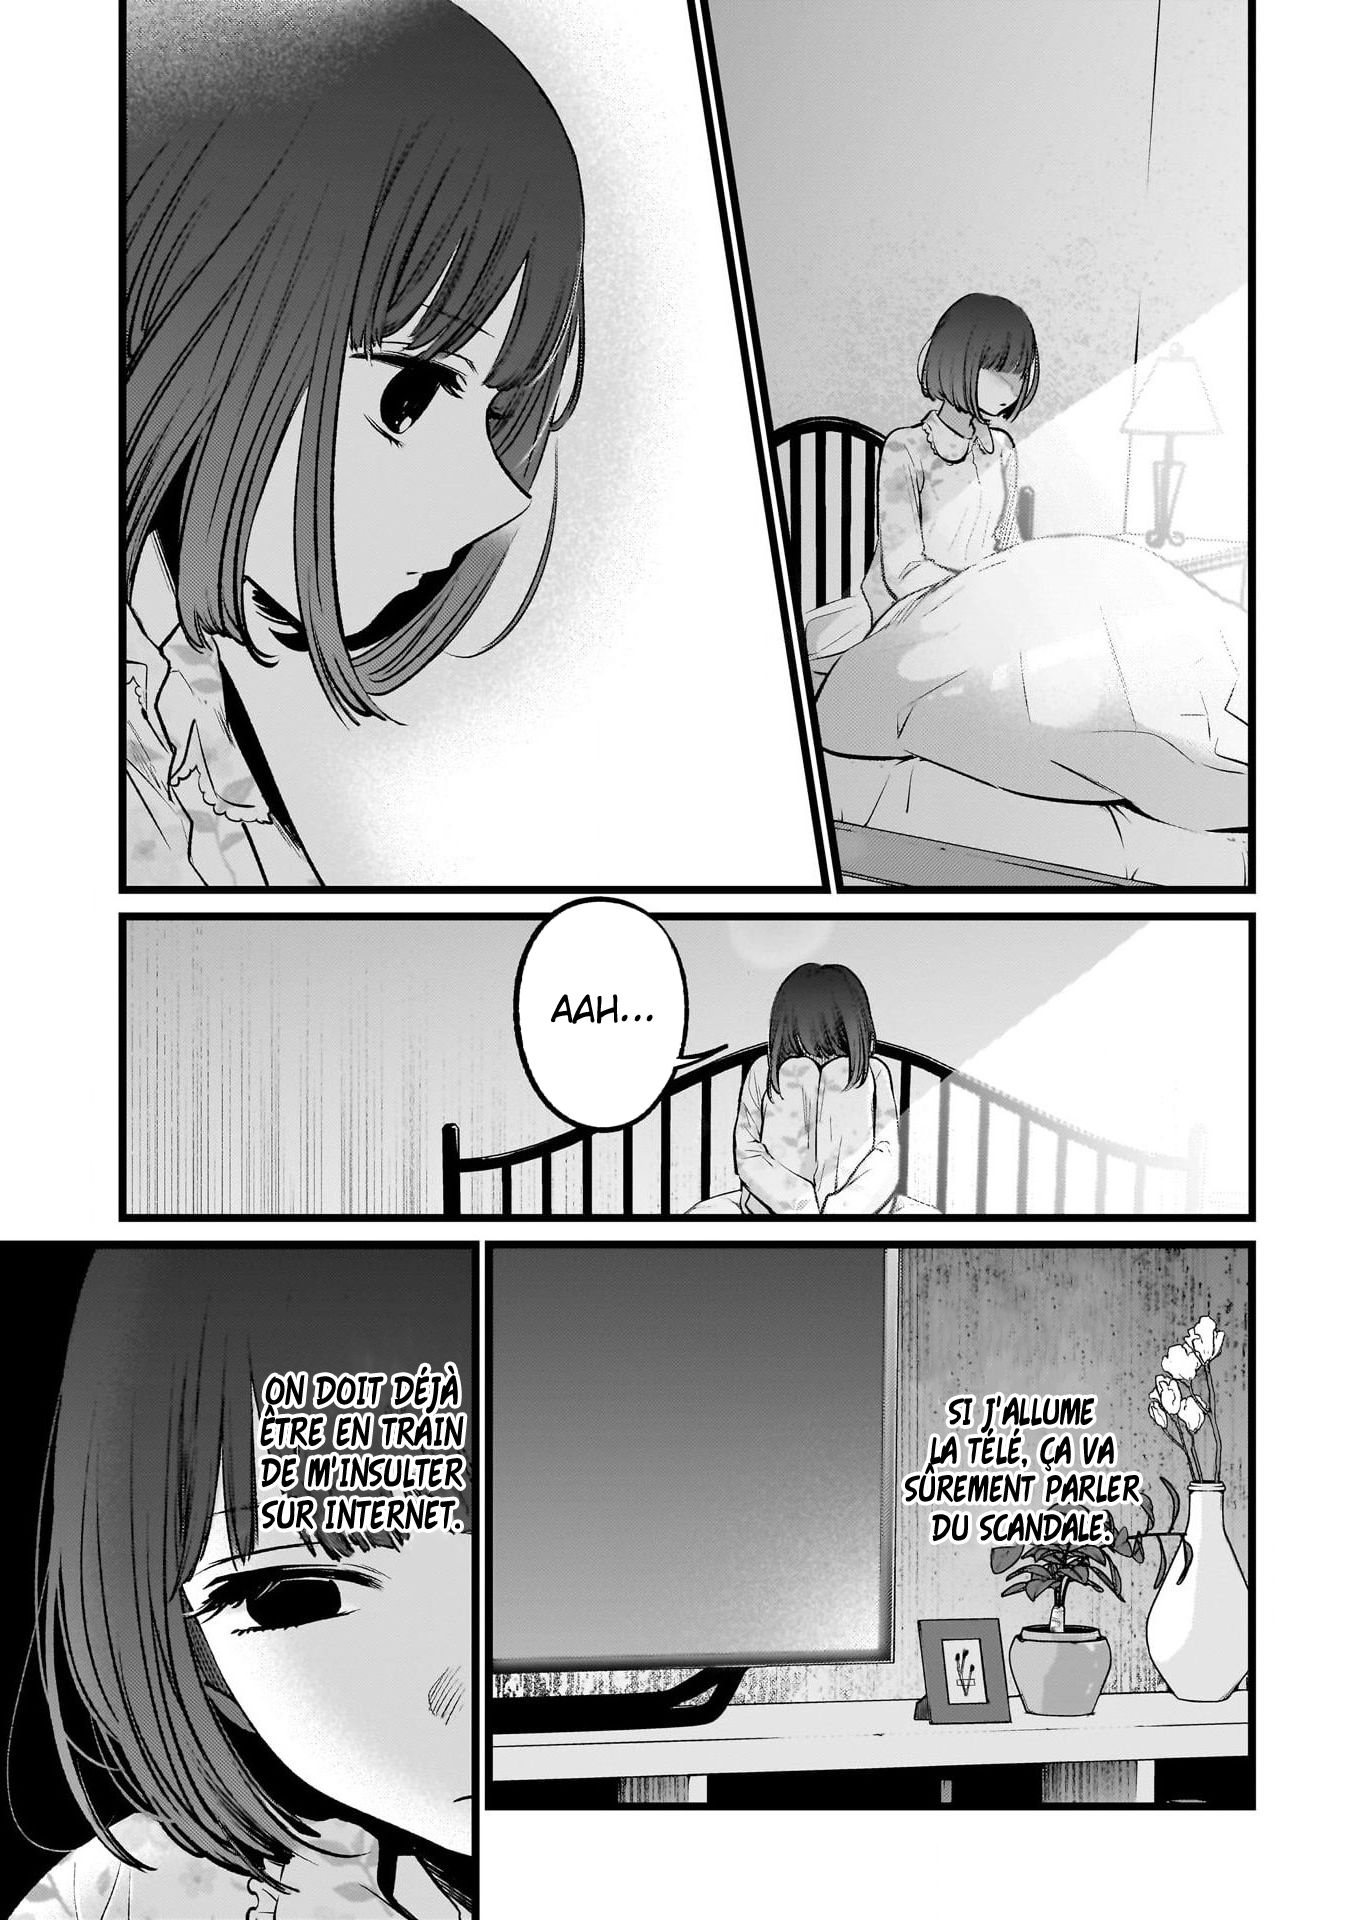 AAH...
SI J'ALLUME
LA TÉLÉ, ÇA VA
SÛREMENT PARLER
DU SCANDALE.
ON DOIT DÉJÀ
ÊTRE EN TRAIN
DE M'INSULTER
SUR INTERNET.